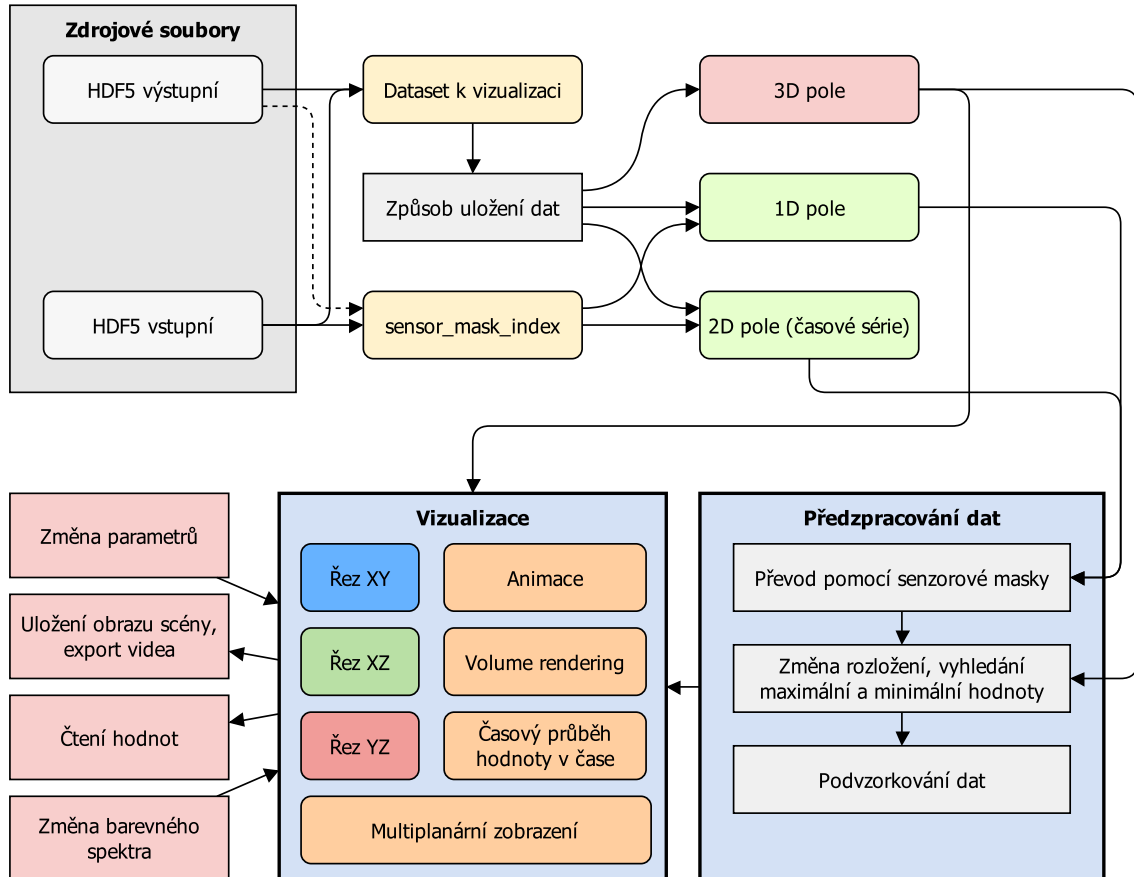 Zdrojové soubory
HDF5 výstupní
HDF5 vstupní
Dataset k vizualizaci
Způsob uložení dat
sensor_mask_index
3D pole
1D pole
2D pole (časové série)
Změna parametrů
Uložení obrazu scény,
export videa
Čtení hodnot
Změna barevného
spektra
Vizualizace
Řez XY
Animace
Řez XZ
Volume rendering
Řez YZ
Časový průběh
hodnoty v čase
Multiplanární zobrazení
Předzpracování dat
Převod pomocí senzorové masky
Změna rozložení, vyhledání
maximální a minimální hodnoty
Podvzorkování dat